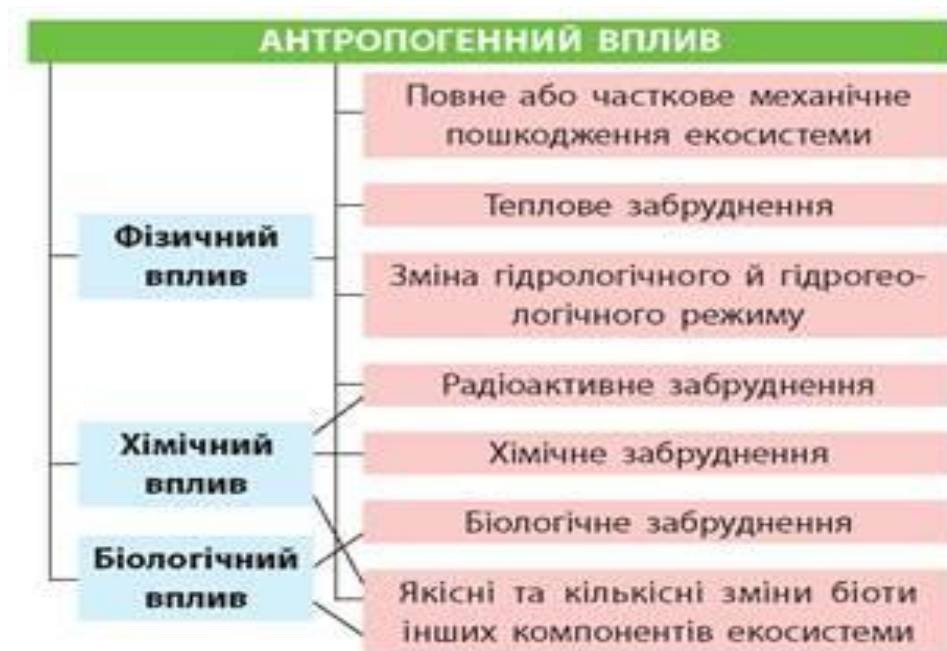 АНТРОПОГЕННИЙ ВПЛИВ
Повне або часткове механічне
пошкодження екосистеми
Теплове забруднення
Фізичний
вплив
Зміна гідрологічного й гідрогео-
логічного режиму
Радіоактивне забруднення
Хімічний
вплив
Хімічне забруднення
Біологічне забруднення
Біологічний
вплив
Якісні та кількісні зміни біоти
інших компонентів екосистеми